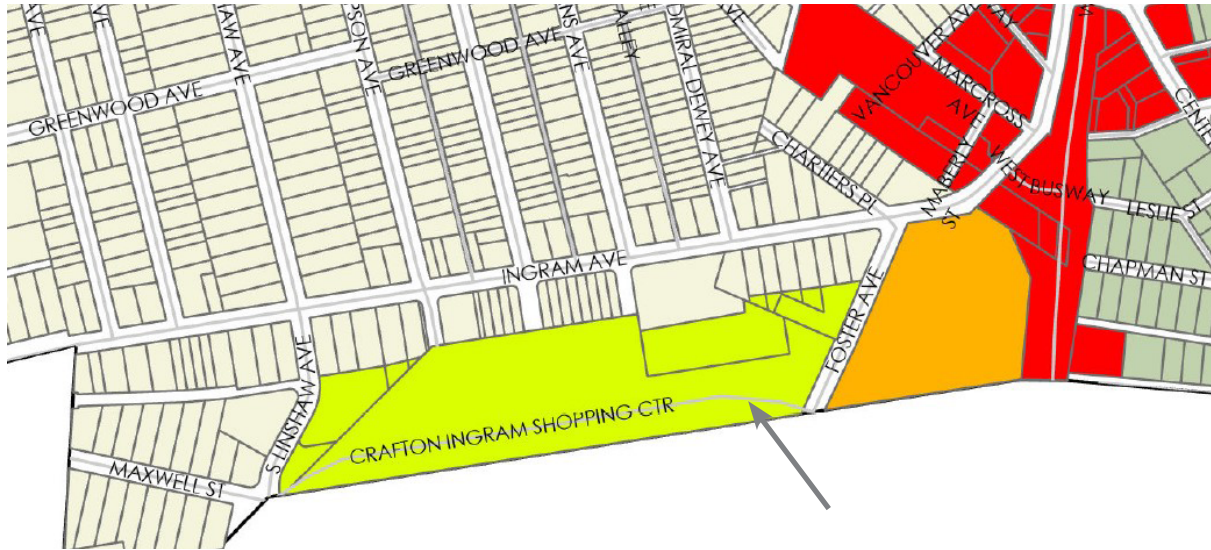 GREENWOOD AVE
GREENWOOD AVE
ALLEY
ADMIRAL DEWEY AVE
VANCOUVER AVE
MARCROSS
AVE
MABERLY
ST
WEST BUSWAY
CHARTIERS PL
LESLIE S
CHAPMAN ST
INGRAM AVE
FOSTER AVE
S LINSHAW AVE
CRAFTON INGRAM SHOPPING CTR
MAXWELL ST